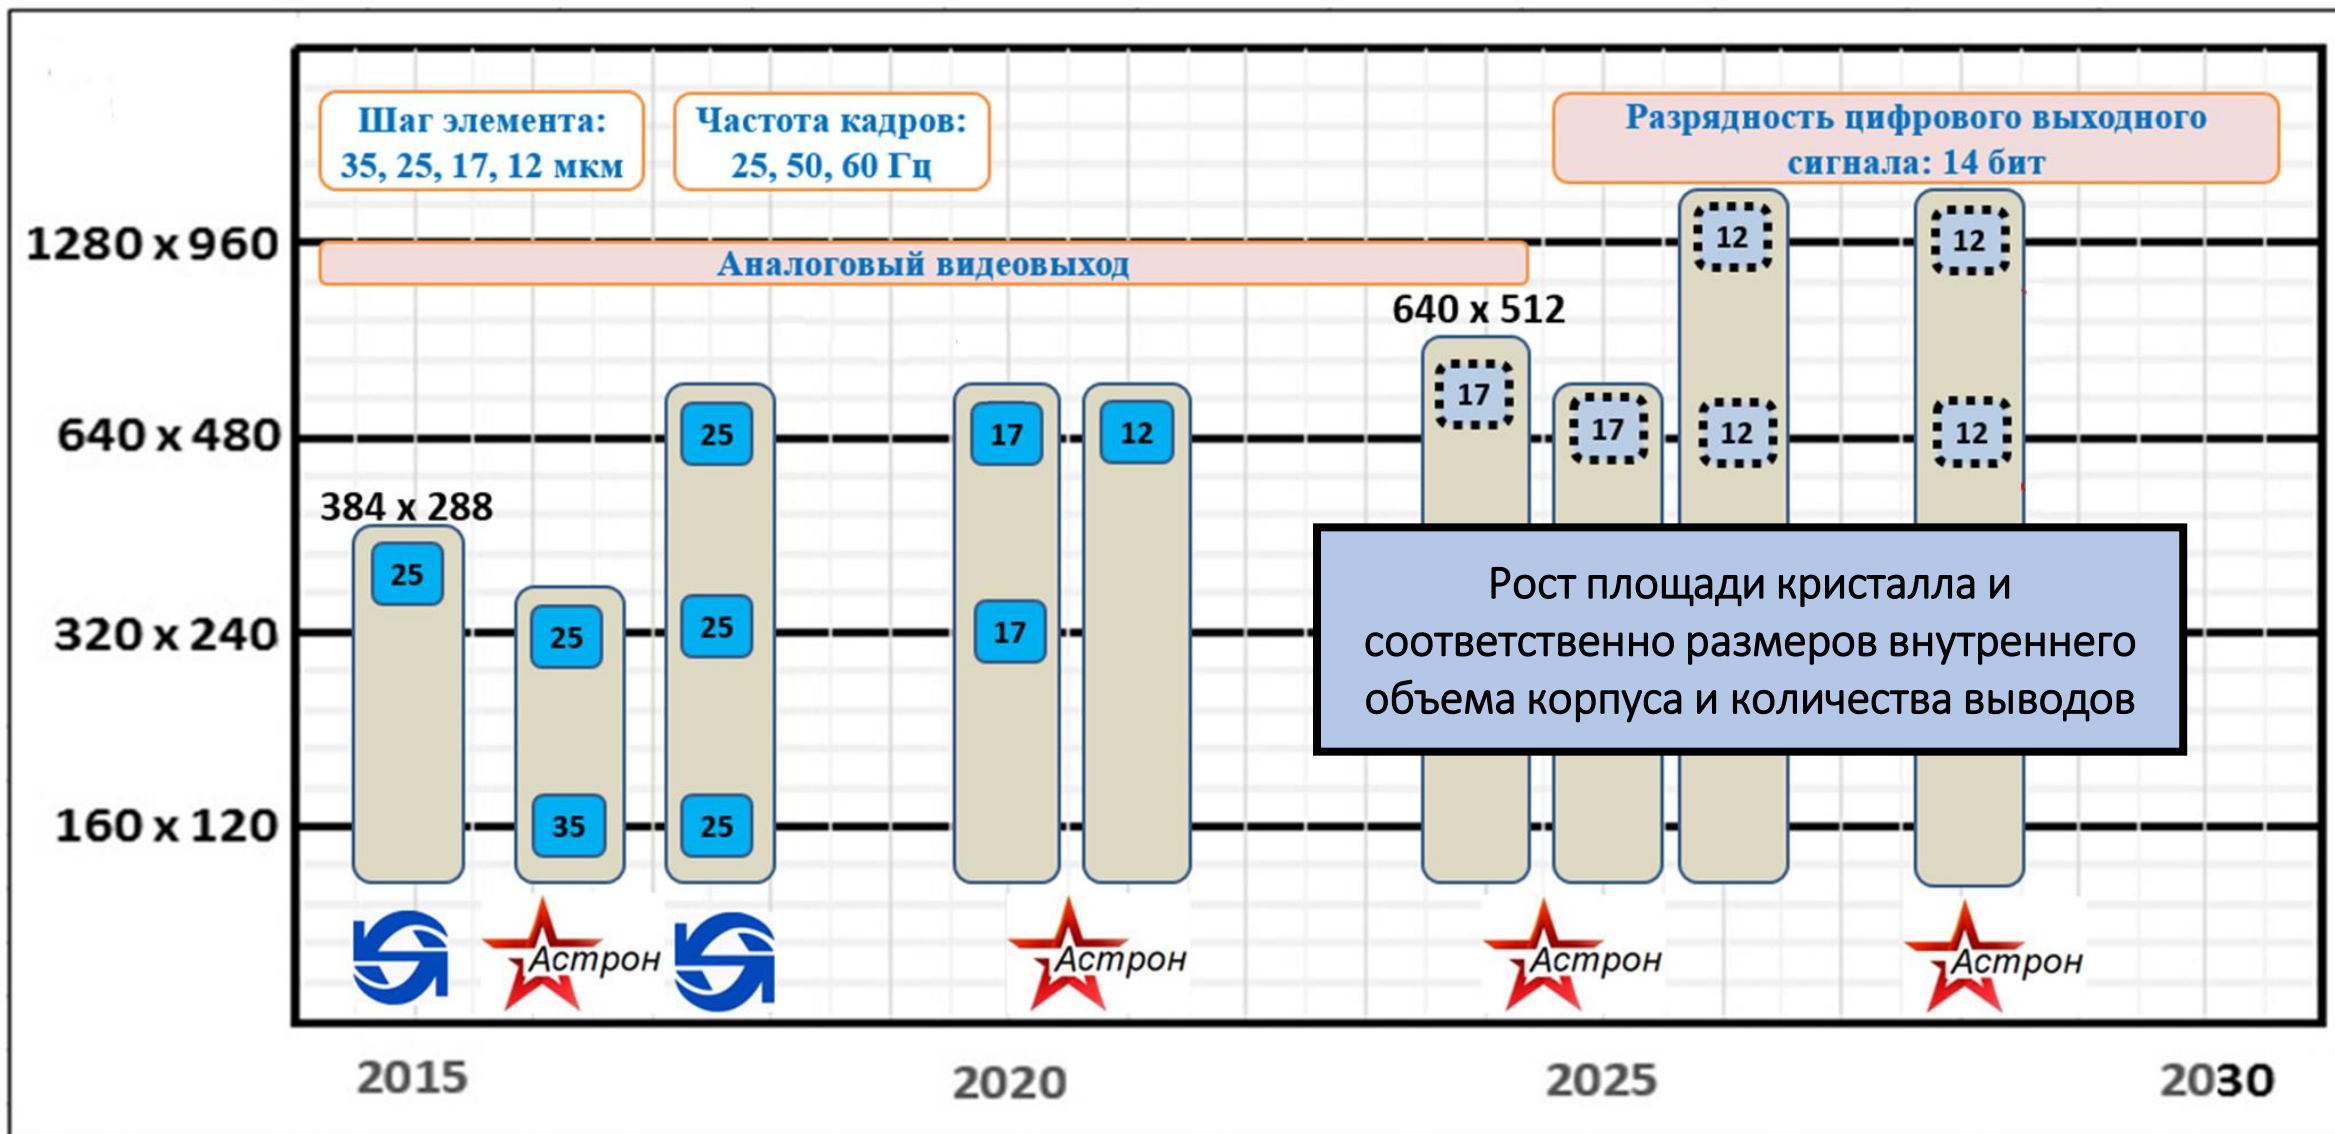 Шаг элемента:
35, 25, 17, 12 мкм
Частота кадров:
25, 50, 60 Гц
Разрядность цифрового выходного
сигнала: 14 бит
1280 x 960
12
12
Аналоговый видеовыход
640 x 512
17
640 x 480
25
17
12
17
12
12
384 x 288
25
Рост площади кристалла и
соответственно размеров внутреннего
объема корпуса и количества выводов
320 x 240
25
25
17
160 x 120
35
25
Астрон
Астрон
Астрон
Астрон
2015
2020
2025
2030